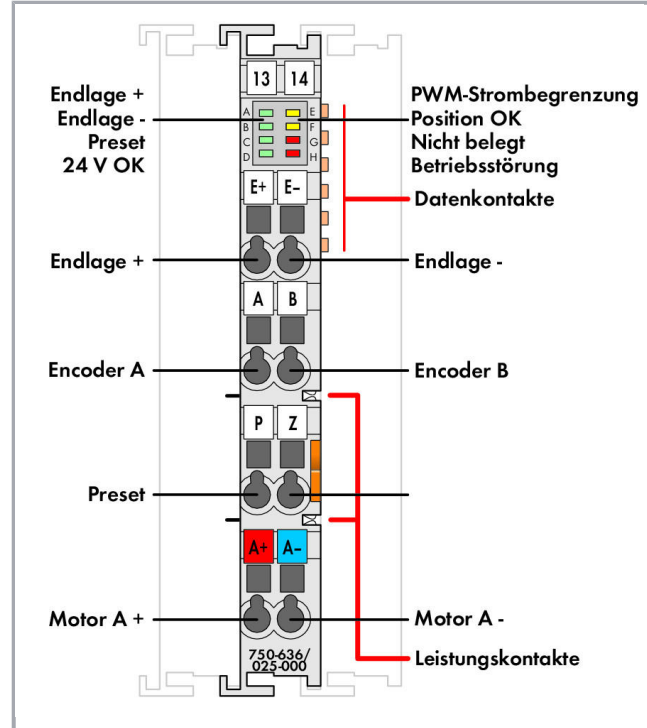 13 14
Endlage +
Endlage -
Preset
24 V OK
A
B
C
D
E
F
G
H
PWM-Strombegrenzung
Position OK
Nicht belegt
Betriebsstörung
E+ E–
Datenkontakte
Endlage +
Endlage -
A B
Encoder A
Encoder B
P Z
Preset
A+ A–
Motor A +
Motor A -
750-636/
025-000
Leistungskontakte